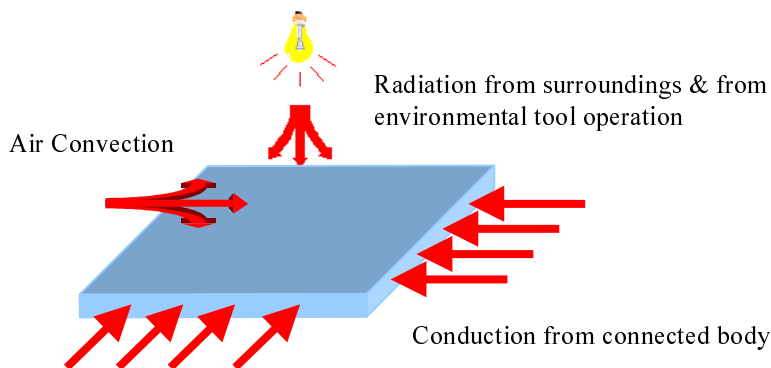 Radiation from surroundings & from
environmental tool operation
Air Convection
Conduction from connected body